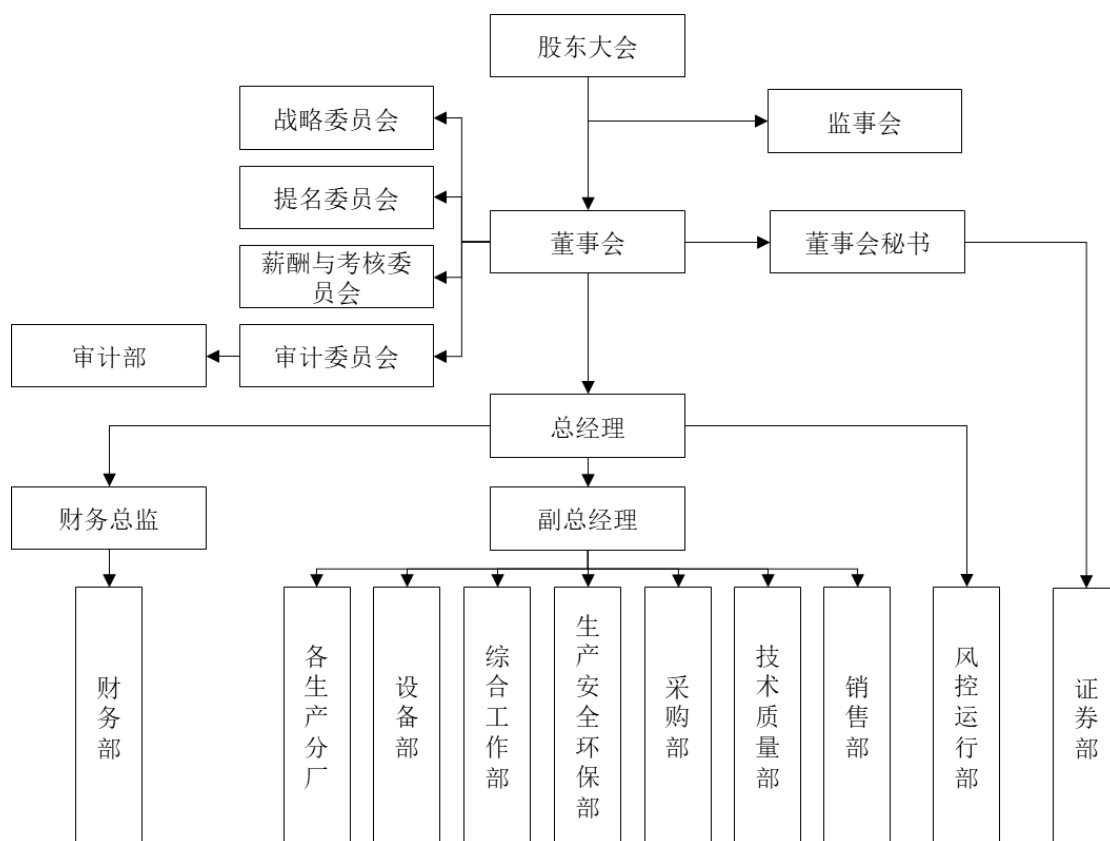 股东大会
战略委员会
监事会
提名委员会
董事会
董事会秘书
薪酬与考核委
员会
审计部
审计委员会
总经理
财务总监
副总经理
财务部
各生产分厂
设备部
综合工作部
生产安全环保部
采购部
技术质量部
销售部
风控运行部
证券部